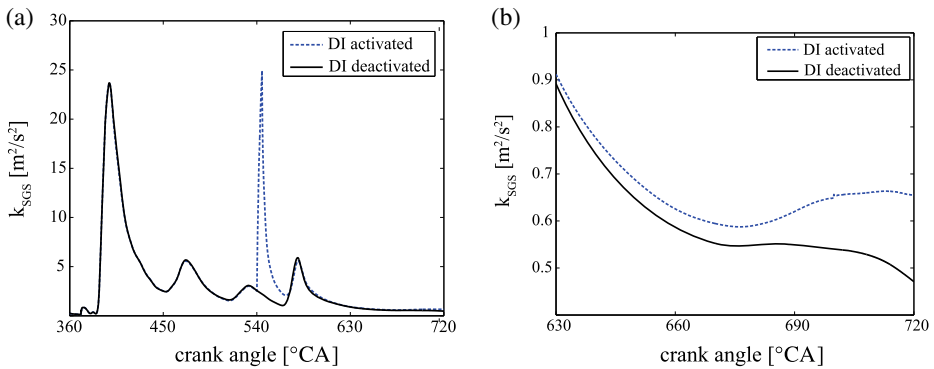 (a)
30
25
20
15
10
5
k_SGS [m²/s²]
DI activated
DI deactivated
360
450
540
630
720
crank angle [°CA]
(b)
1
0.9
0.8
0.7
0.6
0.5
k_SGS [m²/s²]
DI activated
DI deactivated
630
660
690
720
crank angle [°CA]